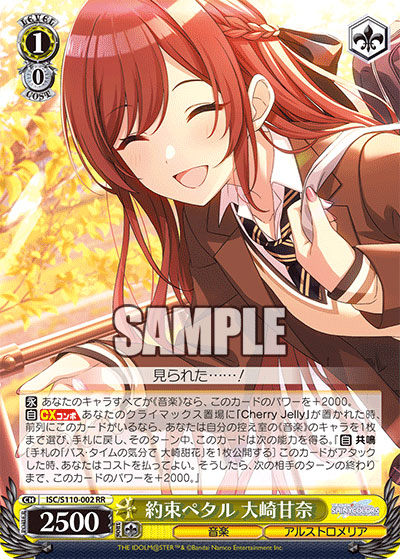 LEVEL
1
0
COST
SAMPLE
見られた……!
【永】 あなたのキャラすべてが《音楽》なら、このカードのパワーを+2000。
【自】 CXコンボ あなたのクライマックス置場に「Cherry Jelly」が置かれた時、
前列にこのカードがいるなら、あなたは自分の控え室の《音楽》のキャラを1
枚まで選び、手札に戻し、そのターン中、このカードは次の能力を得る。『【自】 共鳴
[手札の「バス・タイムの気分で 大崎甜花」を1枚公開する] このカードがアタック
した時、あなたはコストを払ってよい。そうしたら、次の相手のターンの終わり
まで、このカードのパワーを+2000。』
CH ISC/S110-002 RR
POWER
2500
約束ペタル 大崎甘奈
SHINYCOLORS
音楽 アルストロメリア
THE IDOLM@STER™& ©Bandai Namco Entertainment Inc.